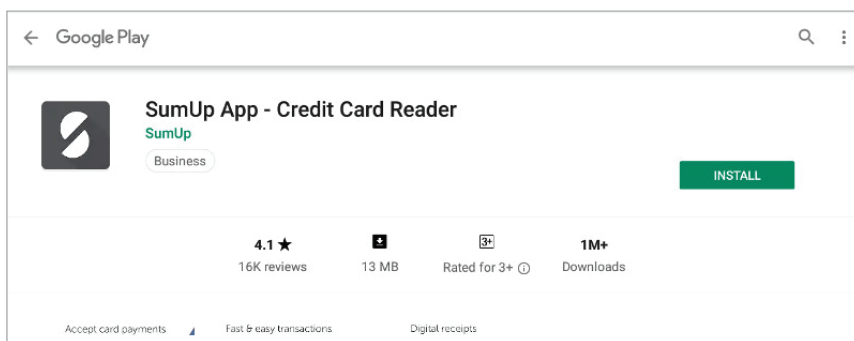 Google Play
SumUp App - Credit Card Reader
SumUp
Business
INSTALL
4.1 ★
16K reviews
13 MB
3+
Rated for 3+
1M+
Downloads
Accept card payments
Fast & easy transactions
Digital receipts